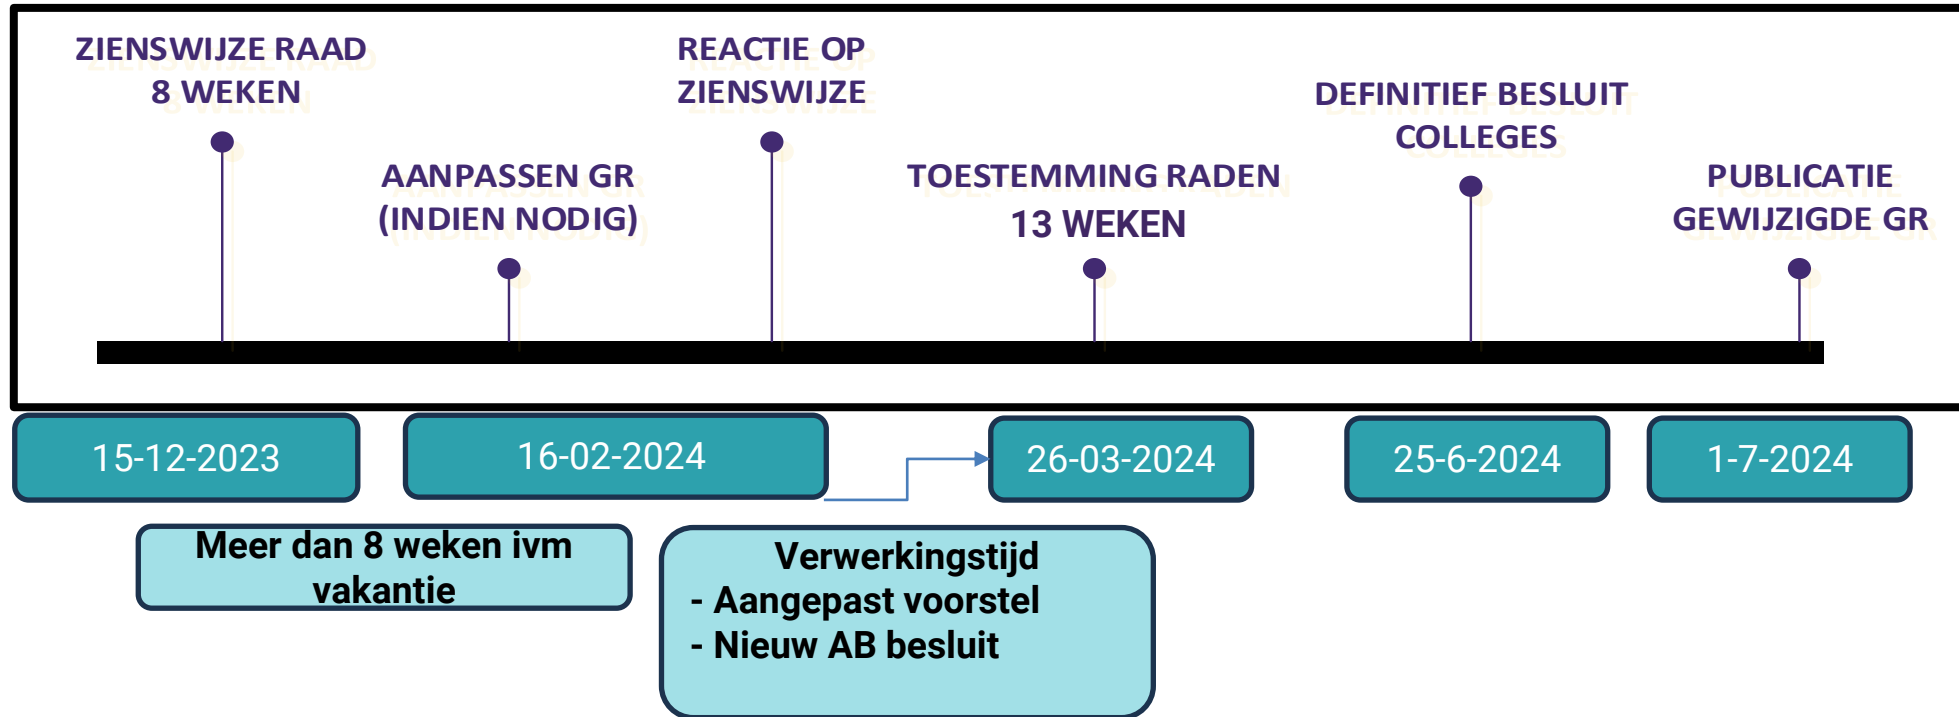 ZIENSWIJZE RAAD
8 WEKEN
AANPASSEN GR
(INDIEN NODIG)
REACTIE OP
ZIENSWIJZE
TOESTEMMING RADEN
13 WEKEN
DEFINITIEF BESLUIT
COLLEGES
PUBLICATIE
GEWIJZIGDE GR
15-12-2023
16-02-2024
26-03-2024
25-6-2024
1-7-2024
Meer dan 8 weken ivm
vakantie
Verwerkingstijd
- Aangepast voorstel
- Nieuw AB besluit